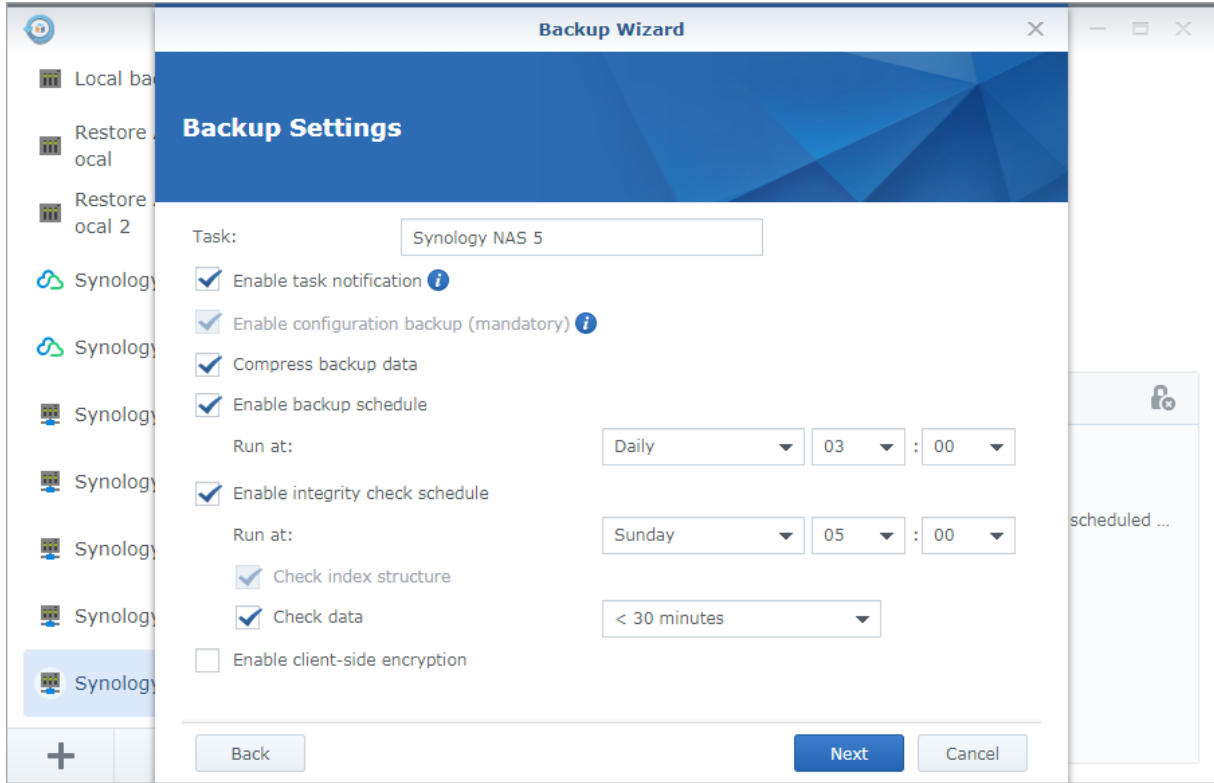 Backup Wizard
Local ba
Restore
ocal
Restore
ocal 2
Synology
Synology
Synology
Synology
Synology
Synology
Synology
Backup Settings
Task: Synology NAS 5
Enable task notification
Enable configuration backup (mandatory)
Compress backup data
Enable backup schedule
Run at: Daily 03 : 00
Enable integrity check schedule
Run at: Sunday 05 : 00
Check index structure
Check data < 30 minutes
Enable client-side encryption
scheduled ...
Back Next Cancel